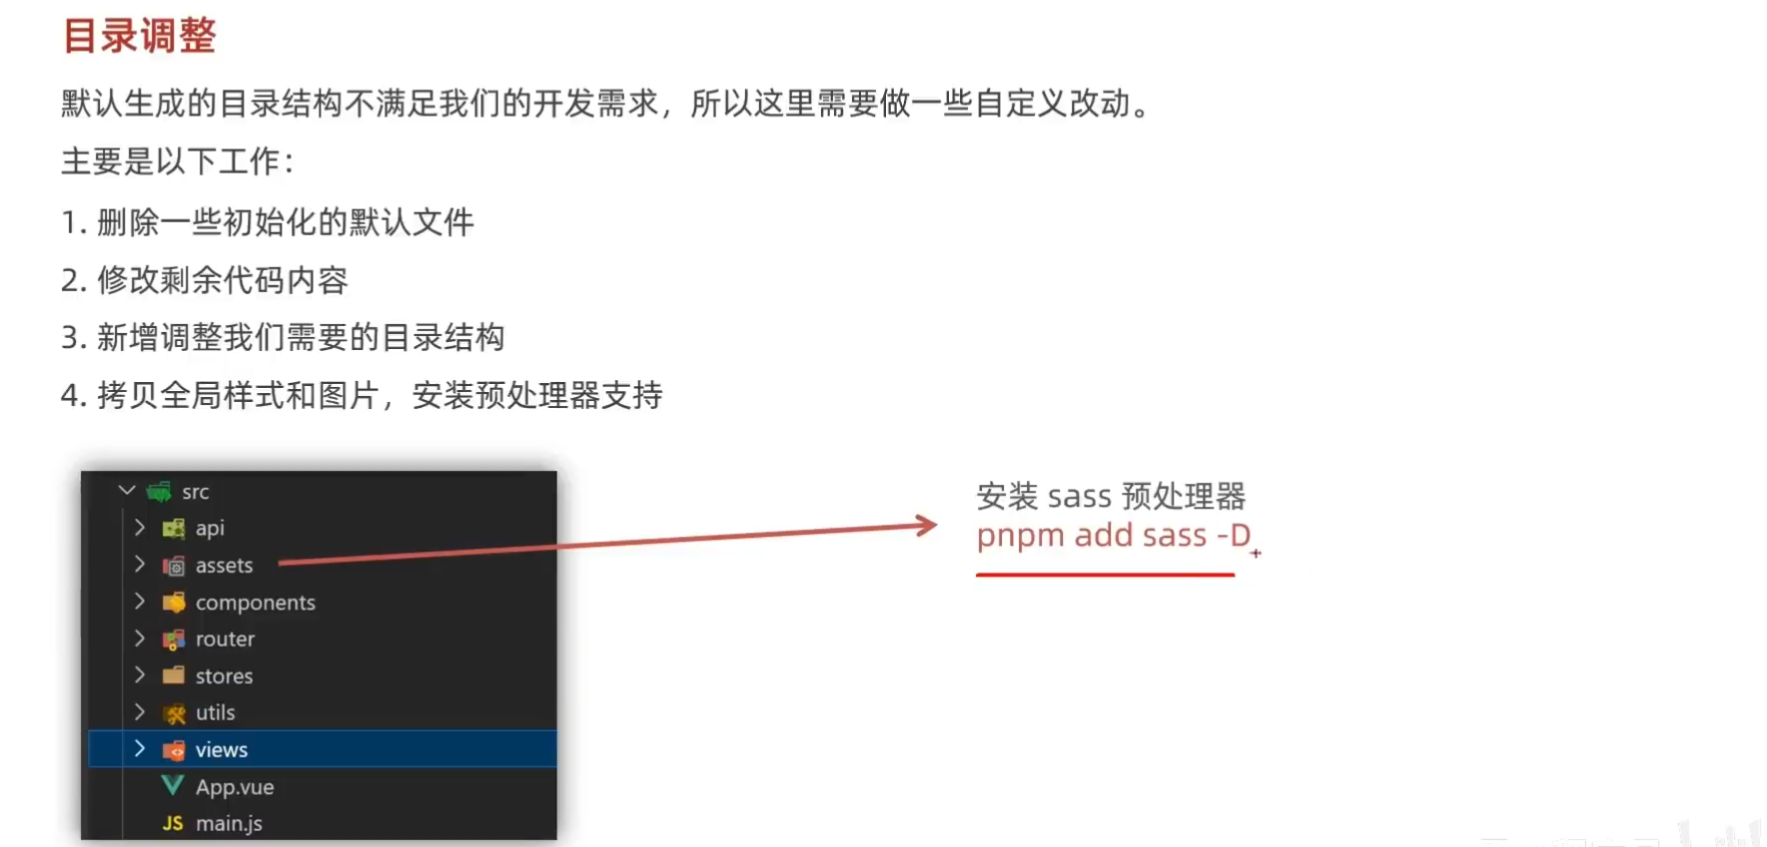 目录调整
默认生成的目录结构不满足我们的开发需求，所以这里需要做一些自定义改动。
主要是以下工作：
1. 删除一些初始化的默认文件
2. 修改剩余代码内容
3. 新增调整我们需要的目录结构
4. 拷贝全局样式和图片，安装预处理器支持
src
api
assets
components
router
stores
utils
views
App.vue
JS main.js
安装 sass 预处理器
pnpm add sass -D